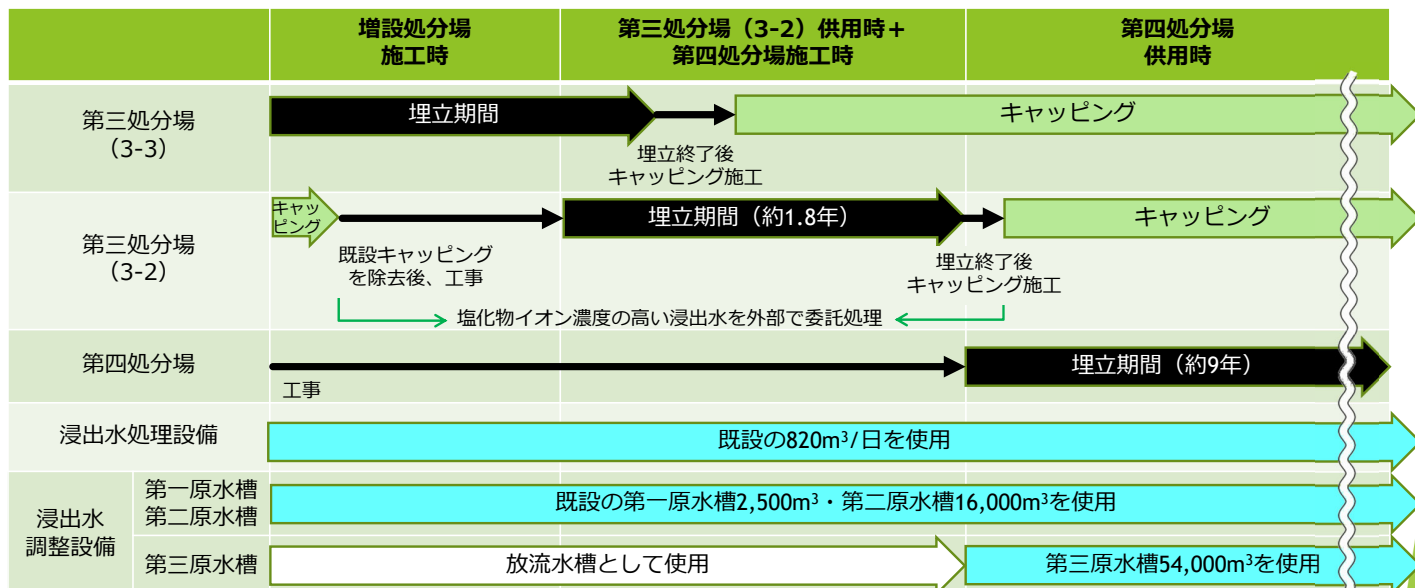 増設処分場
施工時
第三処分場（3-2）供用時＋
第四処分場施工時
第四処分場
供用時
第三処分場
（3-3）
埋立期間
キャッピング
埋立終了後
キャッピング施工
第三処分場
（3-2）
キャッ
ピング
埋立期間（約1.8年）
キャッピング
既設キャッピング
を除去後、工事
埋立終了後
キャッピング施工
塩化物イオン濃度の高い浸出水を外部で委託処理
第四処分場
工事
埋立期間（約9年）
浸出水処理設備
既設の820m³/日を使用
浸出水
調整設備
第一原水槽
第二原水槽
既設の第一原水槽2,500m³・第二原水槽16,000m³を使用
第三原水槽
放流水槽として使用
第三原水槽54,000m³を使用